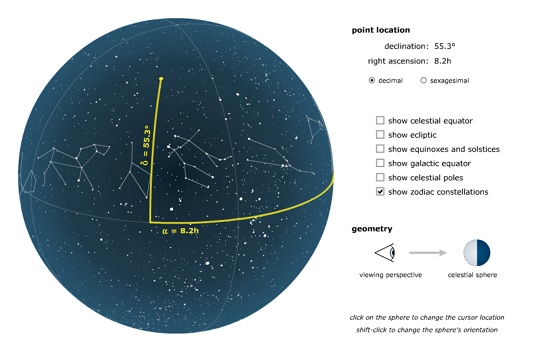 point location
declination: 55.3°
right ascension: 8.2h
decimal
sexagesimal
show celestial equator
show ecliptic
show equinoxes and solstices
show galactic equator
show celestial poles
show zodiac constellations
δ = 55.3°
α = 8.2h
geometry
viewing perspective
celestial sphere
click on the sphere to change the cursor location
shift-click to change the sphere's orientation